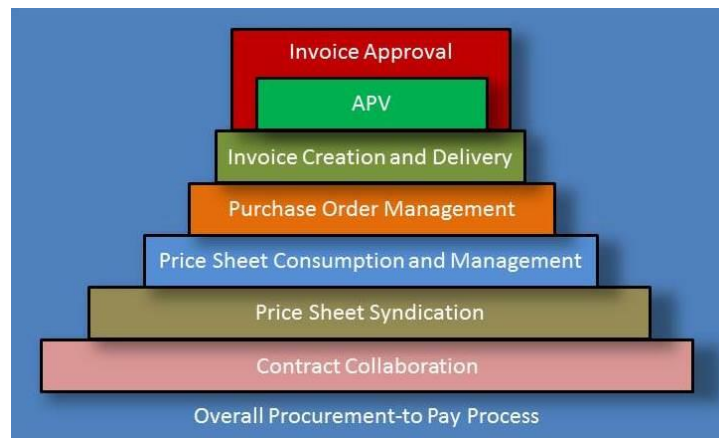 Invoice Approval
APV
Invoice Creation and Delivery
Purchase Order Management
Price Sheet Consumption and Management
Price Sheet Syndication
Contract Collaboration
Overall Procurement-to Pay Process